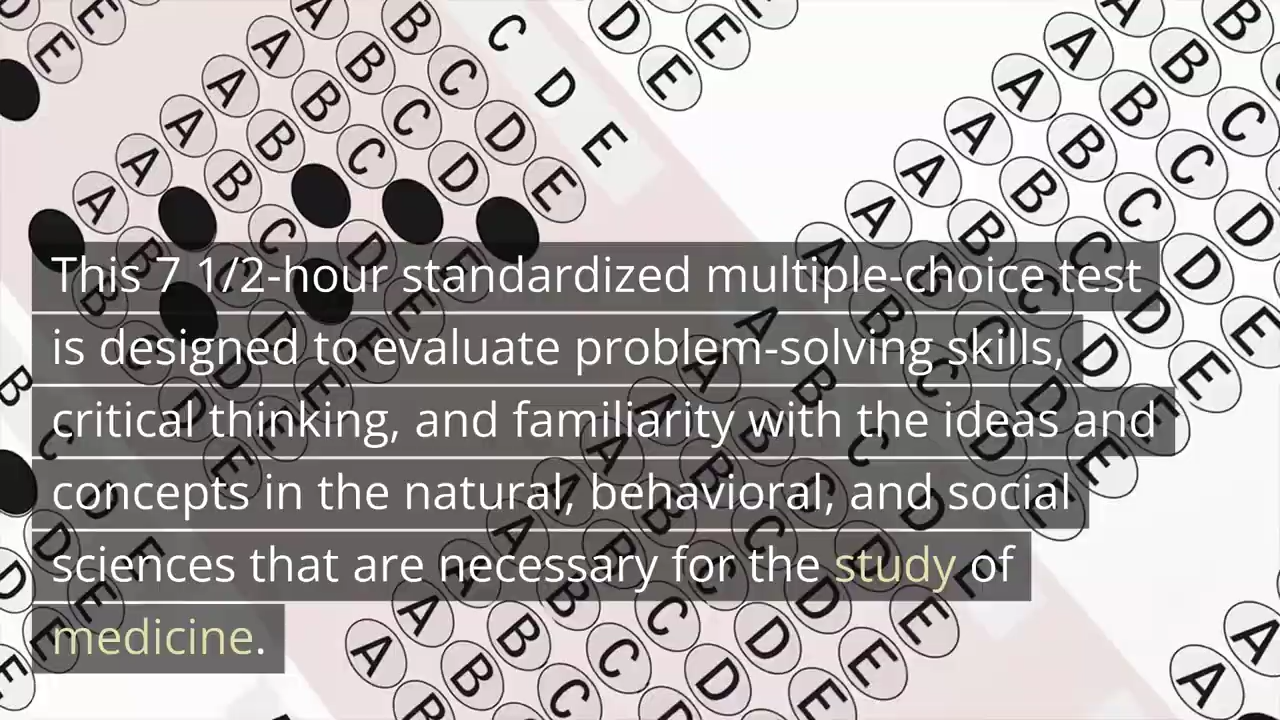 This 7 1/2-hour standardized multiple-choice test
is designed to evaluate problem-solving skills,
critical thinking, and familiarity with the ideas and
concepts in the natural, behavioral, and social
sciences that are necessary for the study of
medicine.